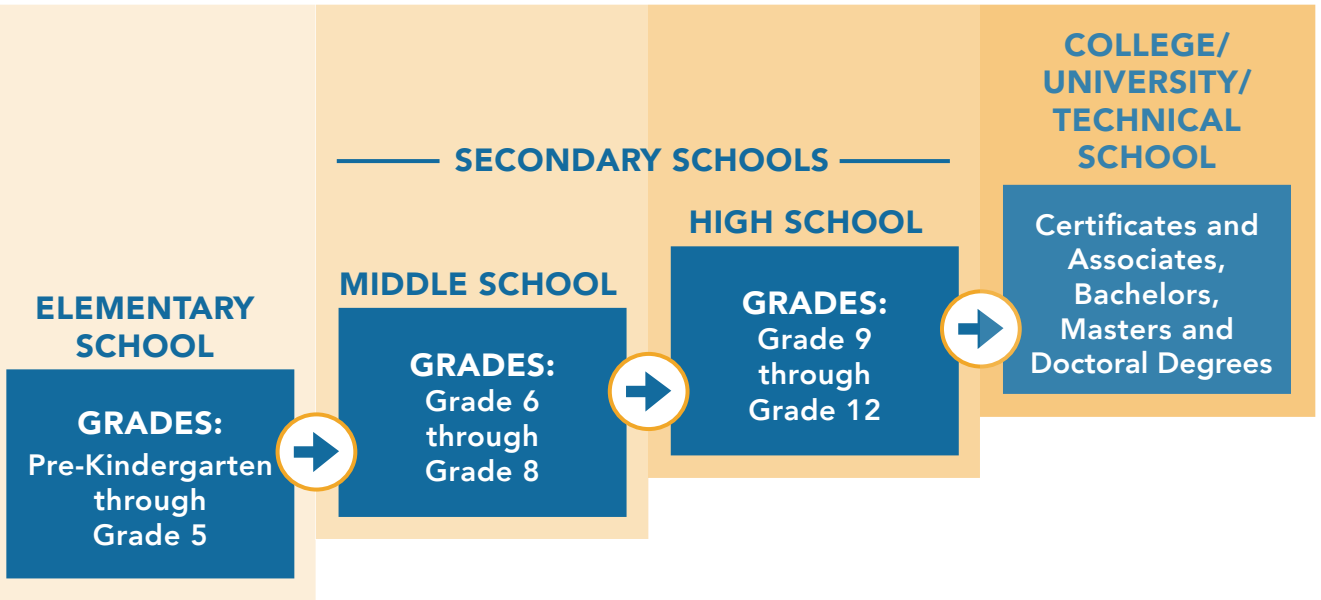 ELEMENTARY
SCHOOL
GRADES:
Pre-Kindergarten
through
Grade 5
SECONDARY SCHOOLS
MIDDLE SCHOOL
GRADES:
Grade 6
through
Grade 8
HIGH SCHOOL
GRADES:
Grade 9
through
Grade 12
COLLEGE/
UNIVERSITY/
TECHNICAL
SCHOOL
Certificates and
Associates,
Bachelors,
Masters and
Doctoral Degrees